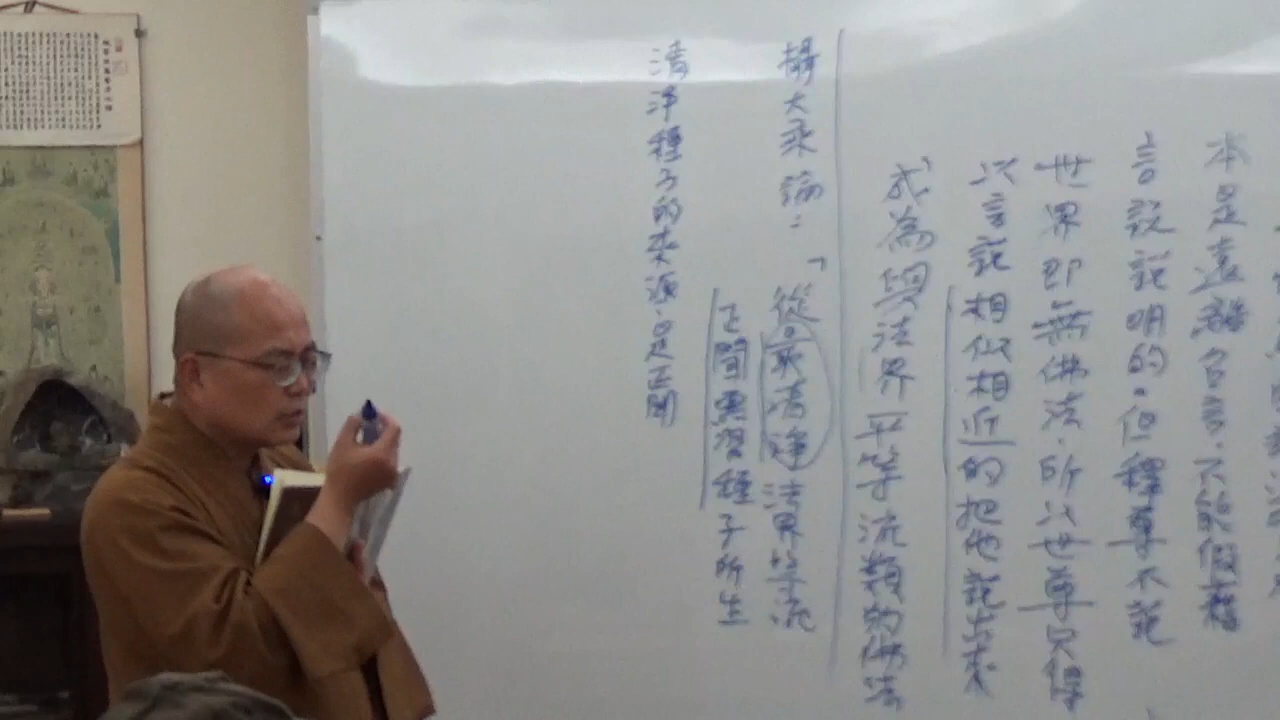 本是遠離名言，不能假藉
言說說明的。但釋尊不說
世界即無佛法，所以世尊只得
以言說相似相近的把他說出來
成為與法界平等流類的佛法
攝大乘論：「從最清淨法界等流
正聞熏習種子所生
清淨種子的來源，是正聞